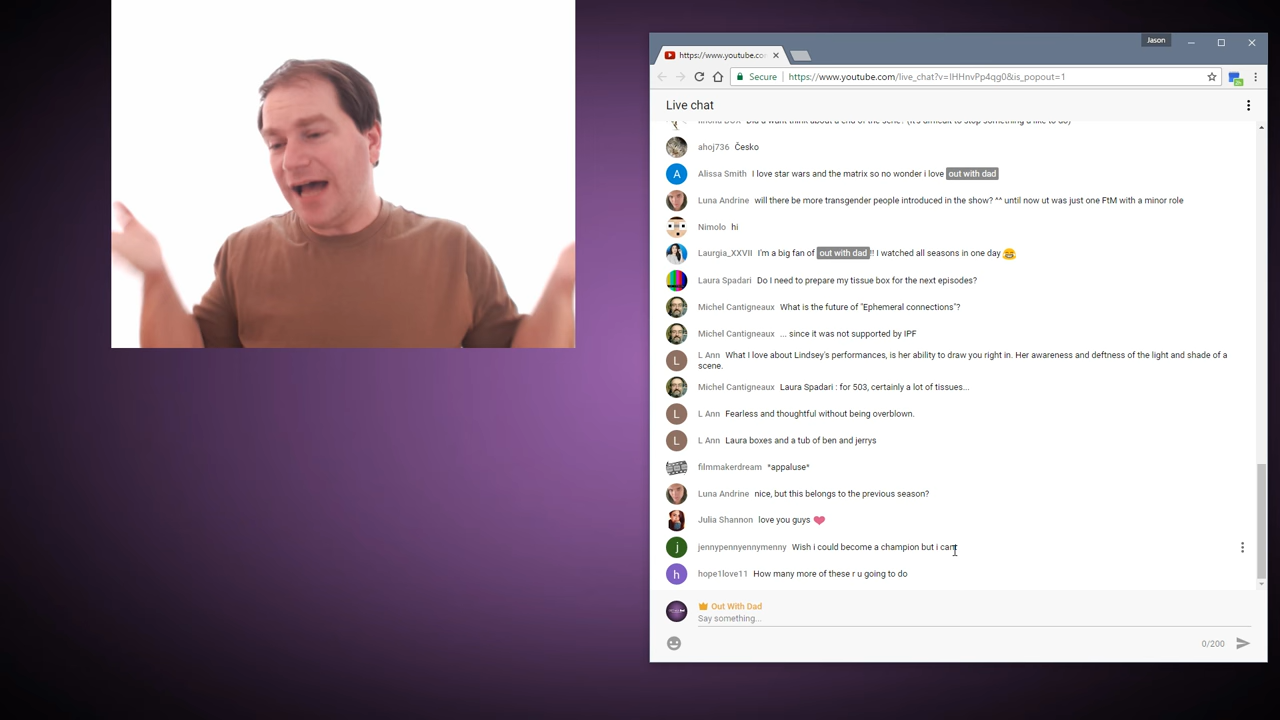 Jason
https://www.youtube.co
Secure https://www.youtube.com/live_chat?v=IHHnvPp4qg0&is_popout=1
Live chat
ahoj736 Česko
A Alissa Smith I love star wars and the matrix so no wonder i love out with dad
Luna Andrine will there be more transgender people introduced in the show? ^^ until now ut was just one FtM with a minor role
Nimolo hi
Laurgia_XXVII I'm a big fan of out with dad !! I watched all seasons in one day 😂
Laura Spadari Do I need to prepare my tissue box for the next episodes?
Michel Cantigneaux What is the future of "Ephemeral connections"?
Michel Cantigneaux ... since it was not supported by IPF
L L Ann What I love about Lindsey's performances, is her ability to draw you right in. Her awareness and deftness of the light and shade of a
scene.
Michel Cantigneaux Laura Spadari : for 503, certainly a lot of tissues...
L L Ann Fearless and thoughtful without being overblown.
L L Ann Laura boxes and a tub of ben and jerrys
filmmakerdream *appaluse*
Luna Andrine nice, but this belongs to the previous season?
Julia Shannon love you guys ❤
j jennypennyennymenny Wish i could become a champion but i cant
h hope1love11 How many more of these r u going to do
Out With Dad
Say something...
0/200